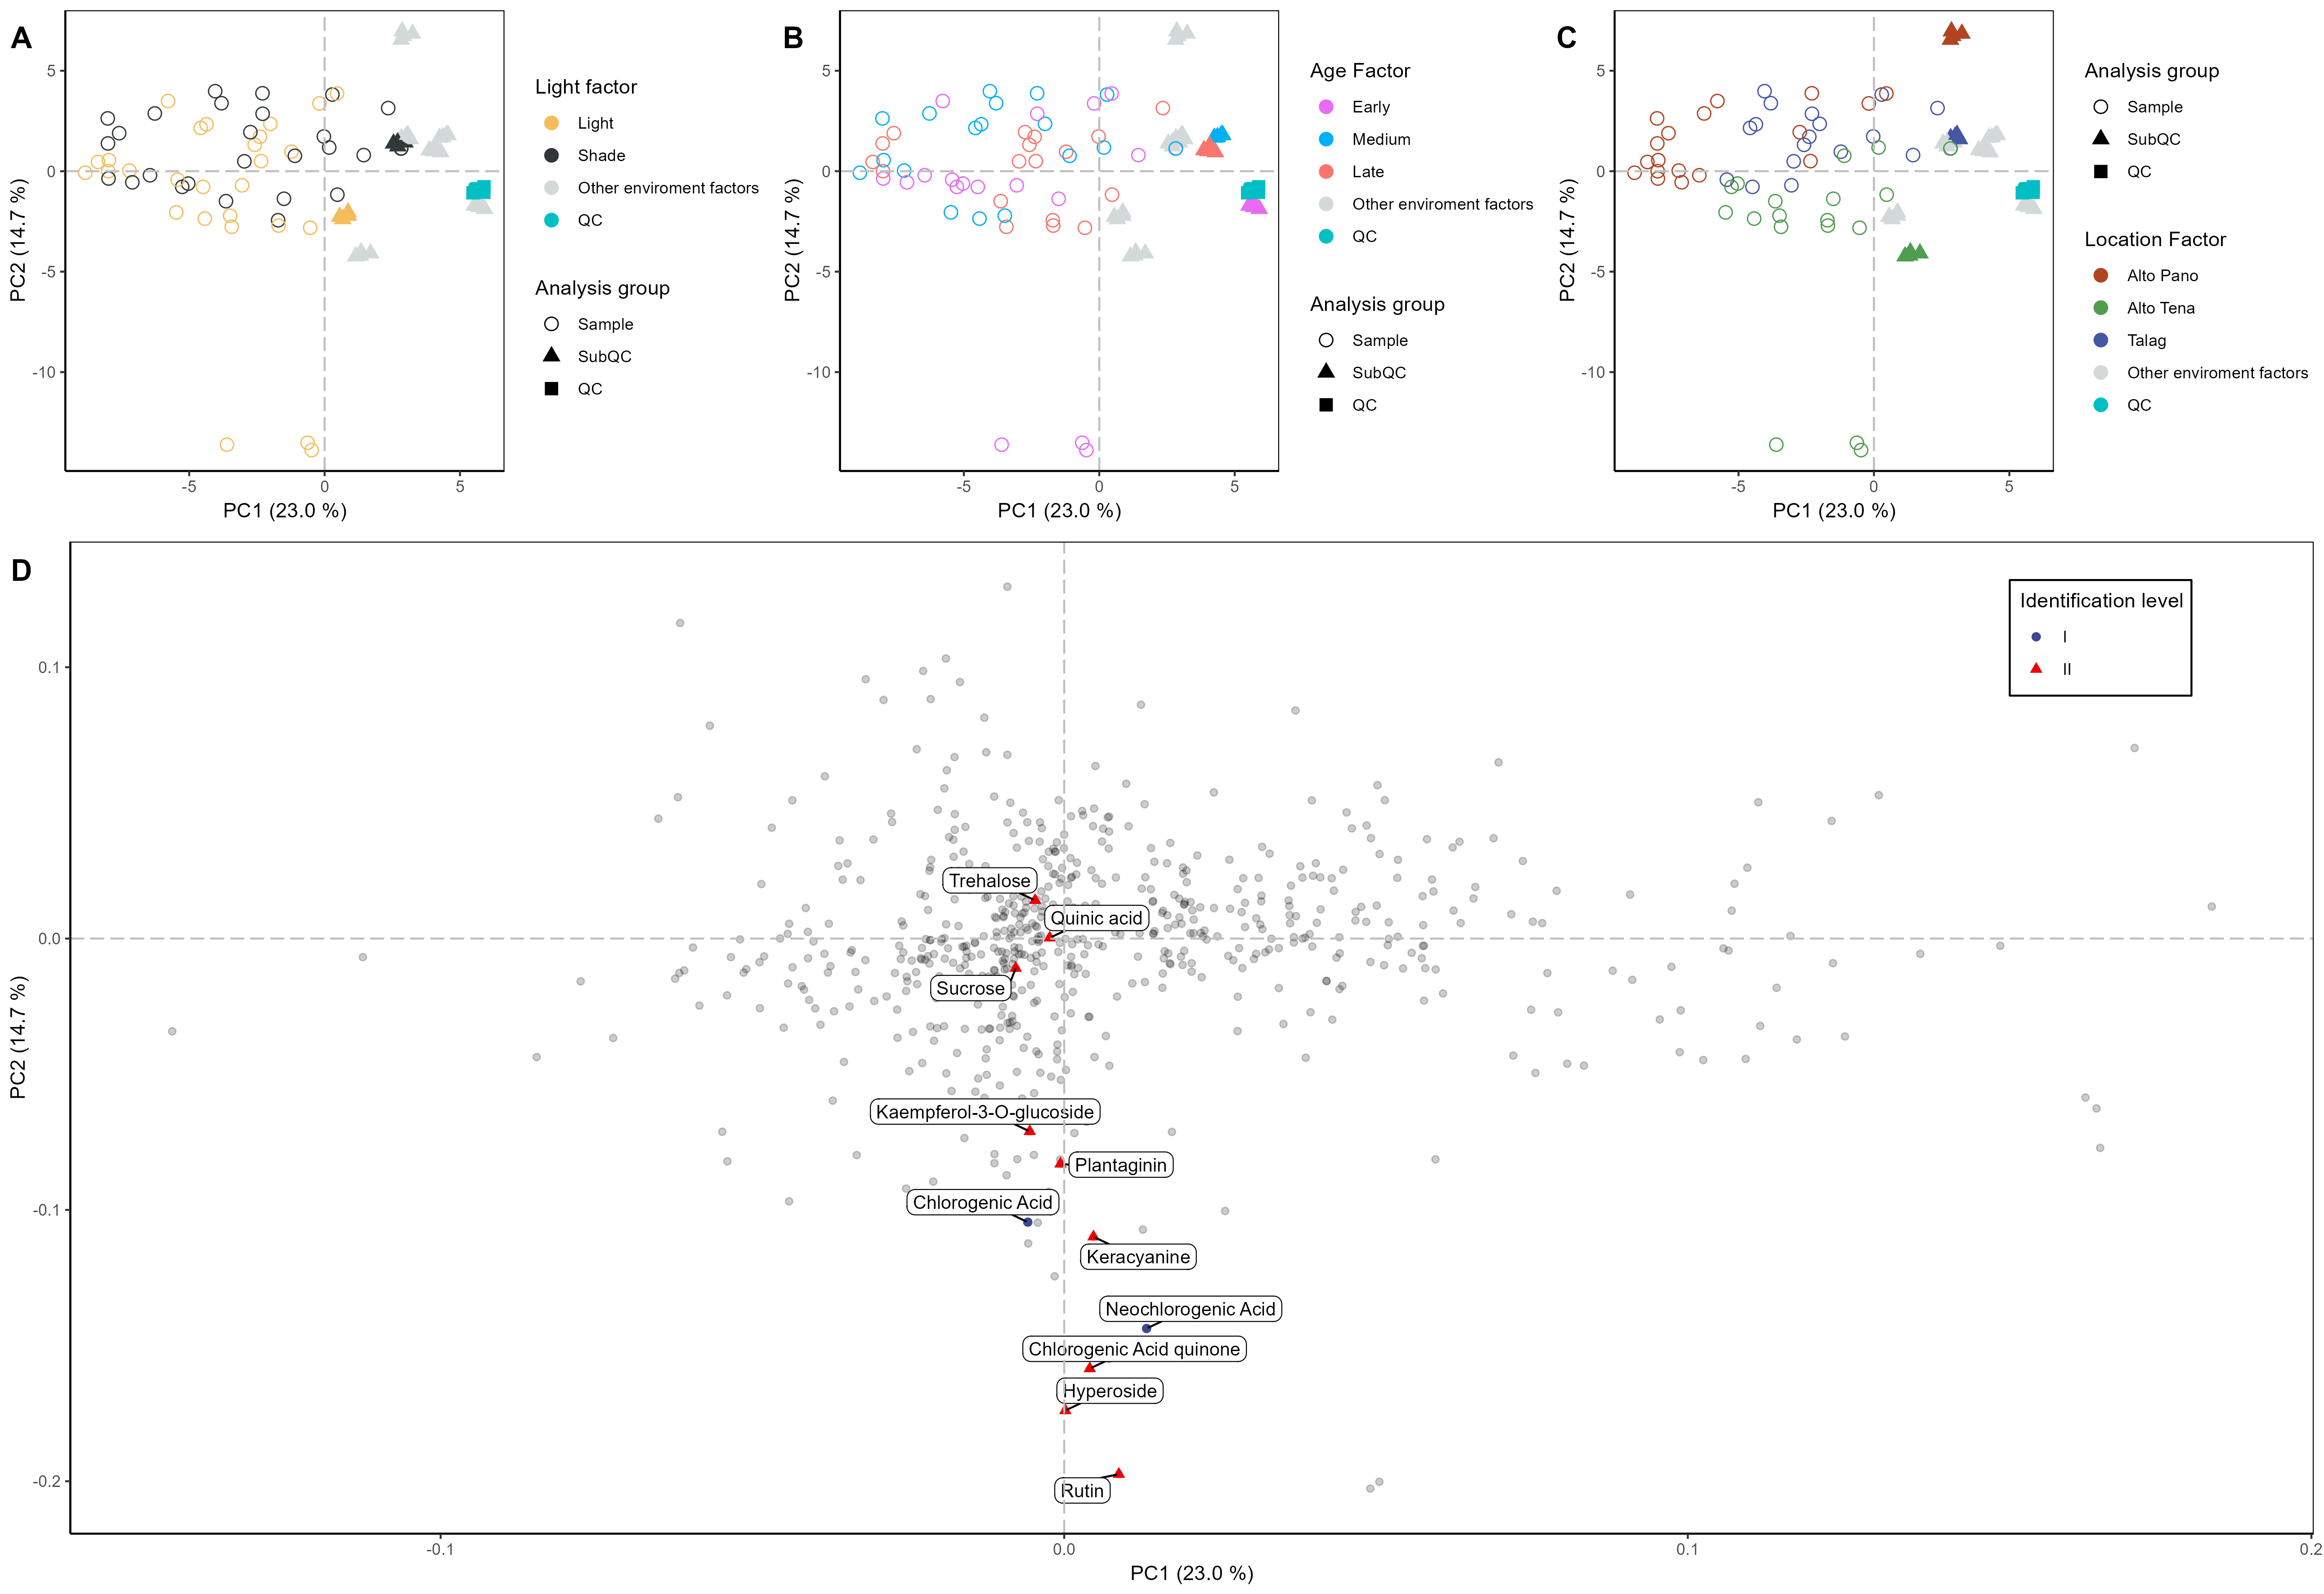 A
5
0
-5
-10
-5
0
5
PC2 (14.7 %)
PC1 (23.0 %)
Light factor
Light
Shade
Other enviroment factors
QC
Analysis group
Sample
SubQC
QC
B
5
0
-5
-10
-5
0
5
PC2 (14.7 %)
PC1 (23.0 %)
Age Factor
Early
Medium
Late
Other enviroment factors
QC
Analysis group
Sample
SubQC
QC
C
5
0
-5
-10
-5
0
5
PC2 (14.7 %)
PC1 (23.0 %)
Analysis group
Sample
SubQC
QC
Location Factor
Alto Pano
Alto Tena
Talag
Other enviroment factors
QC
D
Identification level
I
II
0.1
0.0
-0.1
-0.2
PC2 (14.7 %)
Trehalose
Quinic acid
Sucrose
Kaempferol-3-O-glucoside
Plantaginin
Chlorogenic Acid
Keracyanine
Neochlorogenic Acid
Chlorogenic Acid quinone
Hyperoside
Rutin
-0.1
0.0
0.1
0.2
PC1 (23.0 %)